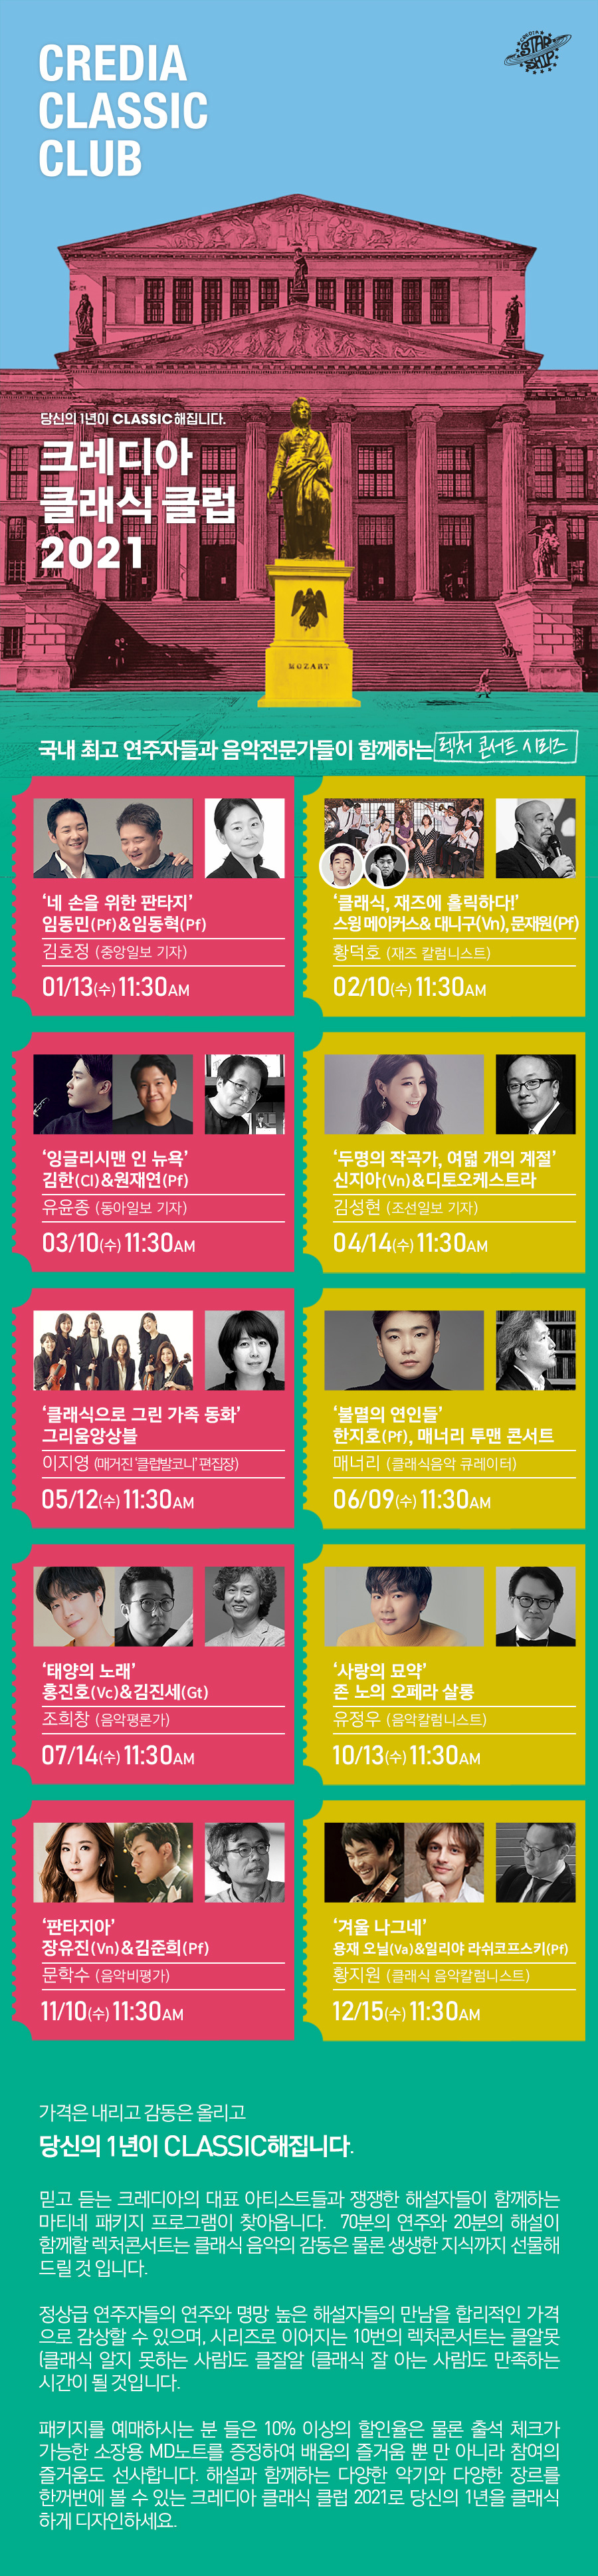 CREDIA
CLASSIC
CLUB
CREDIA
STAR
SHIP
당신의 1년이 CLASSIC해집니다.
크레디아
클래식 클럽
2021
MOZART
국내 최고 연주자들과 음악전문가들이 함께하는 렉처 콘서트 시리즈
‘네 손을 위한 판타지’
임동민(Pf)&임동혁(Pf)
김호정 (중앙일보 기자)
01/13(수) 11:30AM
‘클래식, 재즈에 홀릭하다!’
스윙 메이커스& 대니구(Vn), 문재원(Pf)
황덕호 (재즈 칼럼니스트)
02/10(수) 11:30AM
‘잉글리시맨 인 뉴욕’
김한(Cl)&원재연(Pf)
유윤종 (동아일보 기자)
03/10(수) 11:30AM
‘두명의 작곡가, 여덟 개의 계절’
신지아(Vn)&디토오케스트라
김성현 (조선일보 기자)
04/14(수) 11:30AM
‘클래식으로 그린 가족 동화’
그리움앙상블
이지영 (매거진 ‘클럽발코니’ 편집장)
05/12(수) 11:30AM
‘불멸의 연인들’
한지호(Pf), 매너리 투맨 콘서트
매너리 (클래식음악 큐레이터)
06/09(수) 11:30AM
‘태양의 노래’
홍진호(Vc)&김진세(Gt)
조희창 (음악평론가)
07/14(수) 11:30AM
‘사랑의 묘약’
존 노의 오페라 살롱
유정우 (음악칼럼니스트)
10/13(수) 11:30AM
‘판타지아’
장유진(Vn)&김준희(Pf)
문학수 (음악비평가)
11/10(수) 11:30AM
‘겨울 나그네’
용재 오닐(Va)&일리야 라쉬코프스키(Pf)
황지원 (클래식 음악칼럼니스트)
12/15(수) 11:30AM
가격은 내리고 감동은 올리고
당신의 1년이 CLASSIC해집니다.
믿고 듣는 크레디아의 대표 아티스트들과 쟁쟁한 해설자들이 함께하는
마티네 패키지 프로그램이 찾아옵니다. 70분의 연주와 20분의 해설이
함께할 렉처콘서트는 클래식 음악의 감동은 물론 생생한 지식까지 선물해
드릴 것 입니다.
정상급 연주자들의 연주와 명망 높은 해설자들의 만남을 합리적인 가격
으로 감상할 수 있으며, 시리즈로 이어지는 10번의 렉처콘서트는 클알못
(클래식 알지 못하는 사람)도 클잘알 (클래식 잘 아는 사람)도 만족하는
시간이 될 것입니다.
패키지를 예매하시는 분 들은 10% 이상의 할인율은 물론 출석 체크가
가능한 소장용 MD노트를 증정하여 배움의 즐거움 뿐 만 아니라 참여의
즐거움도 선사합니다. 해설과 함께하는 다양한 악기와 다양한 장르를
한꺼번에 볼 수 있는 크레디아 클래식 클럽 2021로 당신의 1년을 클래식
하게 디자인하세요.